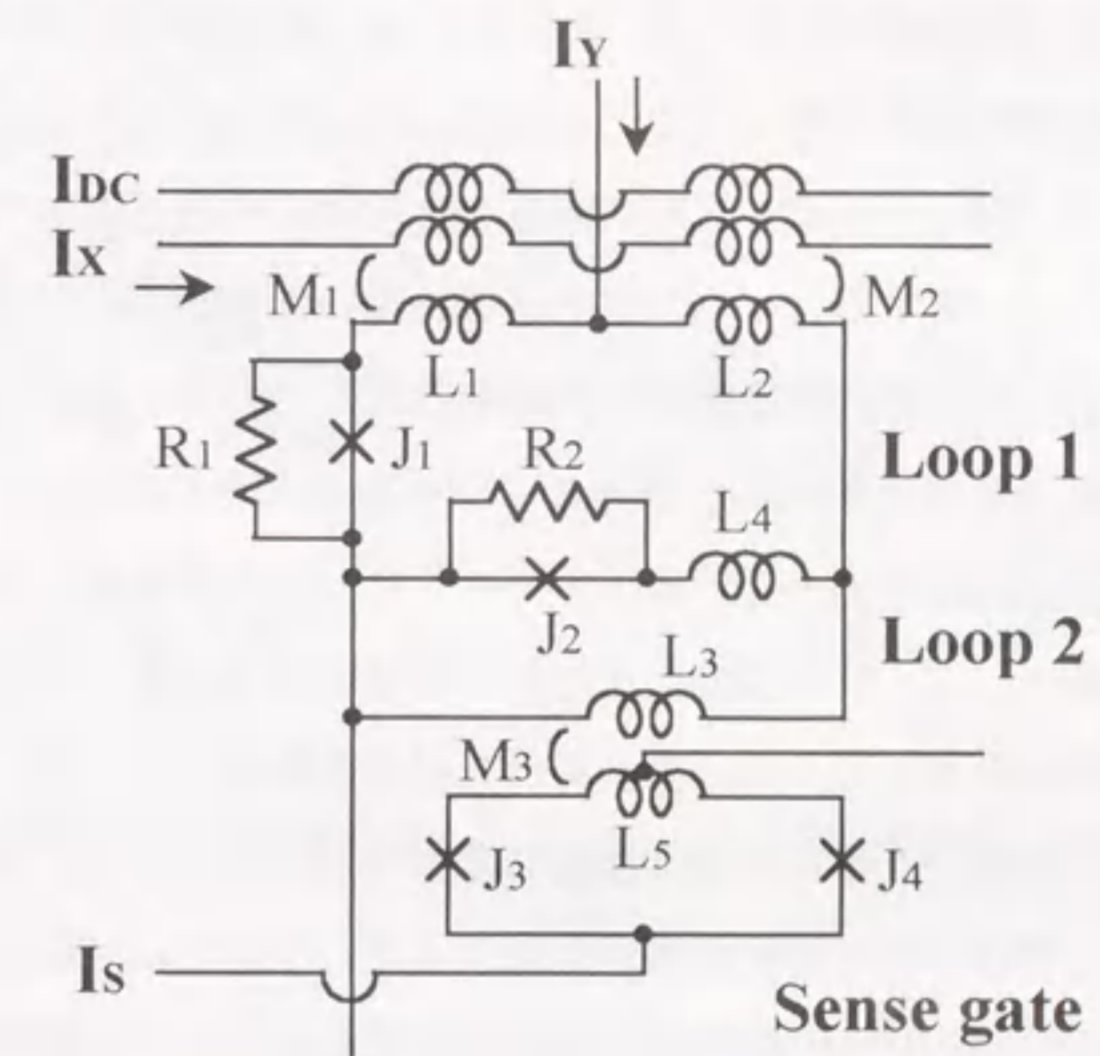 IY
IDC
IX
M1
M2
L1
L2
R1
J1
R2
L4
Loop 1
J2
L3
Loop 2
M3
L5
J3
J4
IS
Sense gate